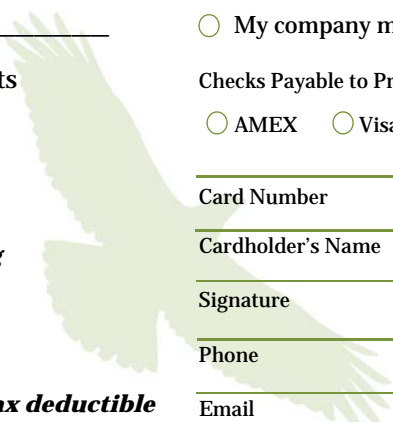 My company m
ts
Checks Payable to Pr
AMEX Visa
Card Number
g
Cardholder's Name
Signature
Phone
ax deductible
Email